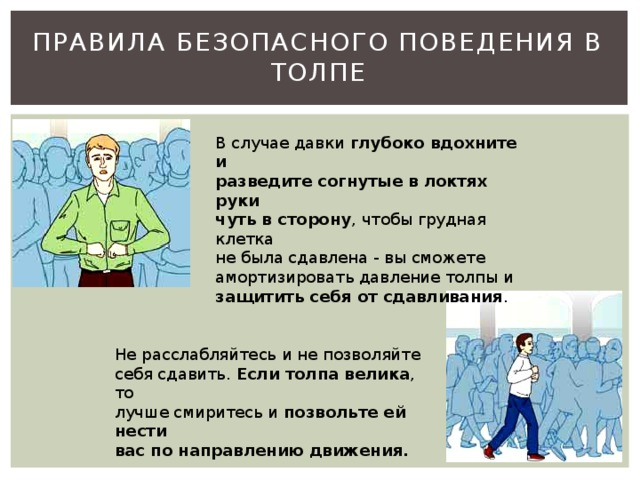 ПРАВИЛА БЕЗОПАСНОГО ПОВЕДЕНИЯ В
ТОЛПЕ
В случае давки глубоко вдохните
и
разведите согнутые в локтях
руки
чуть в сторону, чтобы грудная
клетка
не была сдавлена - вы сможете
амортизировать давление толпы и
защитить себя от сдавливания.
Не расслабляйтесь и не позволяйте
себя сдавить. Если толпа велика,
то
лучше смиритесь и позвольте ей
нести
вас по направлению движения.